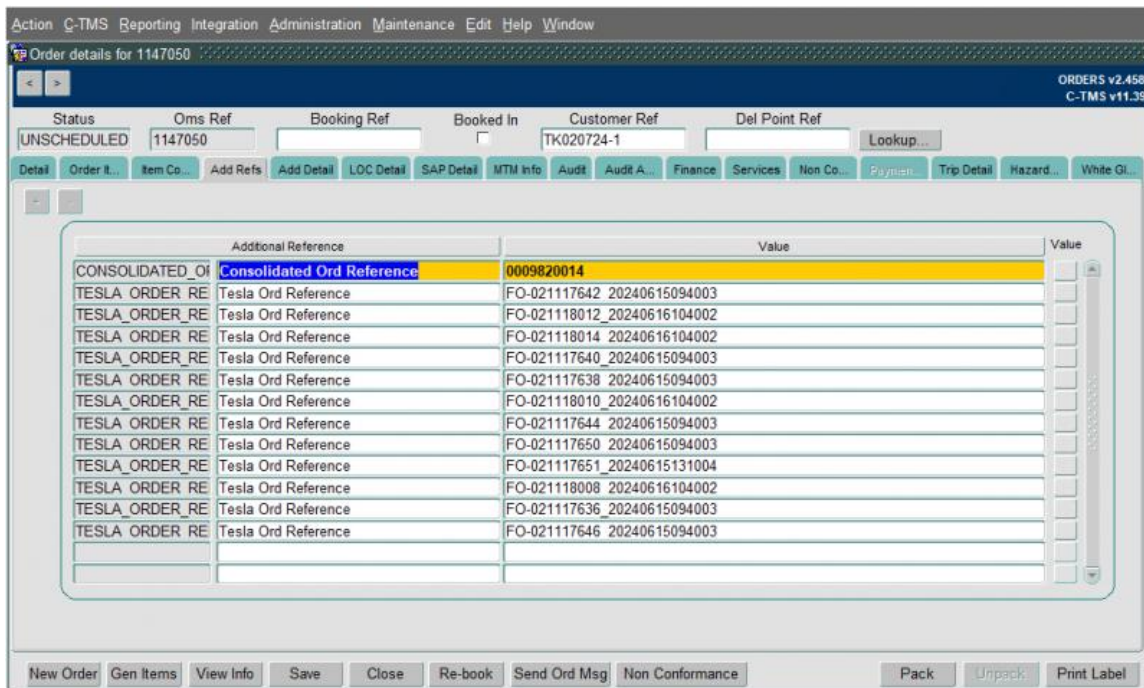 Action C-TMS Reporting Integration Administration Maintenance Edit Help Window
Order details for 1147050
< >
ORDERS v2.458
C-TMS v11.39
Status Oms Ref Booking Ref Booked In Customer Ref Del Point Ref
UNSCHEDULED 1147050 TK020724-1 Lookup...
Detail Order It... Item Co... Add Refs Add Detail LOC Detail SAP Detail MTM Info Audit Audit A... Finance Services Non Co... Paymen... Trip Detail Hazard... White Gl...
Additional Reference Value Value
CONSOLIDATED_OR Consolidated Ord Reference 0009820014
TESLA_ORDER_RE Tesla Ord Reference FO-021117642_20240615094003
TESLA_ORDER_RE Tesla Ord Reference FO-021118012_20240616104002
TESLA_ORDER_RE Tesla Ord Reference FO-021118014_20240616104002
TESLA_ORDER_RE Tesla Ord Reference FO-021117640_20240615094003
TESLA_ORDER_RE Tesla Ord Reference FO-021117638_20240615094003
TESLA_ORDER_RE Tesla Ord Reference FO-021118010_20240616104002
TESLA_ORDER_RE Tesla Ord Reference FO-021117644_20240615094003
TESLA_ORDER_RE Tesla Ord Reference FO-021117650_20240615094003
TESLA_ORDER_RE Tesla Ord Reference FO-021117651_20240615131004
TESLA_ORDER_RE Tesla Ord Reference FO-021118008_20240616104002
TESLA_ORDER_RE Tesla Ord Reference FO-021117636_20240615094003
TESLA_ORDER_RE Tesla Ord Reference FO-021117646_20240615094003
New Order Gen Items View Info Save Close Re-book Send Ord Msg Non Conformance Pack Unpack Print Label